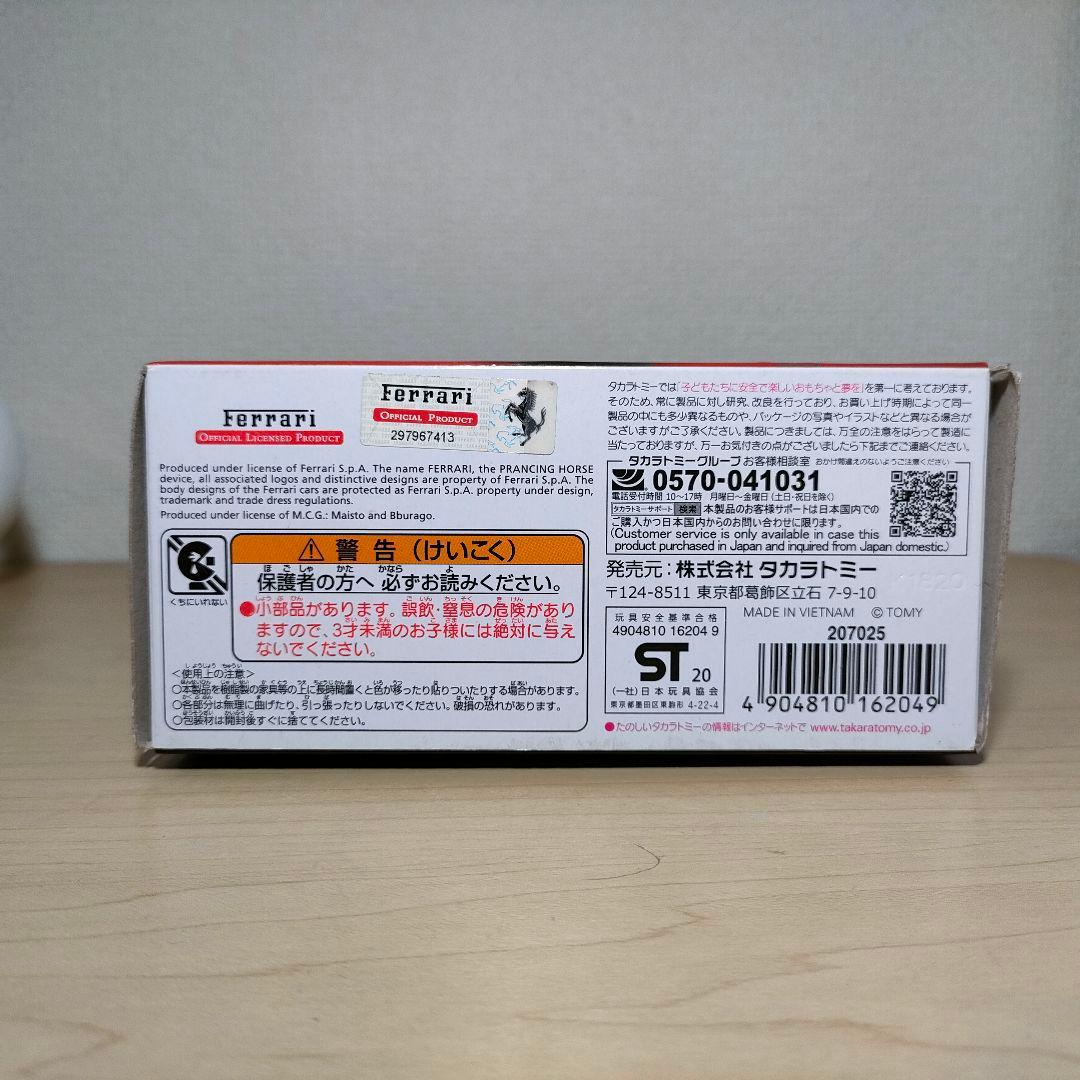 Ferrari
OFFICIAL LICENSED PRODUCT
Ferrari
OFFICIAL PRODUCT
297967413
Produced under license of Ferrari S.p.A. The name FERRARI, the PRANCING HORSE
device, all associated logos and distinctive designs are property of Ferrari S.p.A. The
body designs of the Ferrari cars are protected as Ferrari S.p.A. property under design,
trademark and trade dress regulations.
Produced under license of M.C.G.: Maisto and Bburago.
くちにいれない
警告(けいこく)
保護者の方へ 必ずお読みください。
●小部品があります。誤飲・窒息の危険があり
ますので、3才未満のお子様には絶対に与え
ないでください。
<使用上の注意>
○本製品を樹脂製の家具等の上に長時間置くと色が移ったり貼りついたりする場合があります。
○各部分は無理に曲げたり、引っ張ったりしないでください。破損の恐れがあります。
○包装材は開封後すぐに捨ててください。
タカラトミーでは「子どもたちに安全で楽しいおもちゃと夢を」を第一に考えております。
そのため、常に製品に対し研究、改良を行っており、お買い上げ時期によって同一
製品の中にも多少異なるものや、パッケージの写真やイラストなどと異なる場合が
ございますがご了承ください。製品につきましては、万全の注意をはらって製造に
当たっておりますが、万一お気付きの点がございましたら下記までご連絡ください。
タカラトミーグループ お客様相談室 おかけ間違えのないようご注意ください
0570-041031
電話受付時間 10〜17時 月曜日〜金曜日(土日・祝日を除く)
タカラトミーサポート 検索 本製品のお客様サポートは日本国内での
ご購入かつ日本国内からのお問い合わせに限ります。
(Customer service is only available in case this
product purchased in Japan and inquired from Japan domestic.)
発売元:株式会社 タカラトミー
〒124-8511 東京都葛飾区立石 7-9-10
MADE IN VIETNAM © TOMY
玩具安全基準合格
4904810 16204 9
ST 20
(一社)日本玩具協会
東京都墨田区東駒形 4-22-4
207025
4 904810 162049
●たのしいタカラトミーの情報はインターネットで www.takaratomy.co.jp